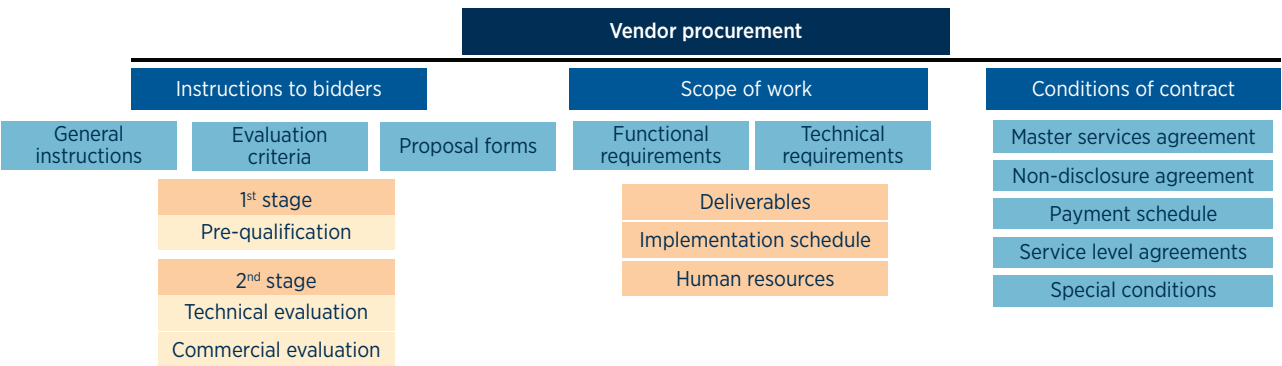 Vendor procurement
Instructions to bidders
General
instructions
Evaluation
criteria
Proposal forms
1st stage
Pre-qualification
2nd stage
Technical evaluation
Commercial evaluation
Scope of work
Functional
requirements
Technical
requirements
Deliverables
Implementation schedule
Human resources
Conditions of contract
Master services agreement
Non-disclosure agreement
Payment schedule
Service level agreements
Special conditions